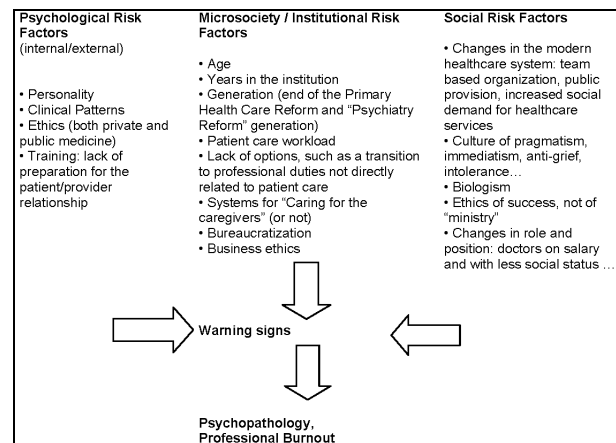 Psychological Risk
Factors
(internal/external)
• Personality
• Clinical Patterns
• Ethics (both private and
public medicine)
• Training: lack of
preparation for the
patient/provider
relationship
Microsociety / Institutional Risk
Factors
• Age
• Years in the institution
• Generation (end of the Primary
Health Care Reform and “Psychiatry
Reform” generation)
• Patient care workload
• Lack of options, such as a transition
to professional duties not directly
related to patient care
• Systems for “Caring for the
caregivers” (or not)
• Bureaucratization
• Business ethics
Social Risk Factors
• Changes in the modern
healthcare system: team
based organization, public
provision, increased social
demand for healthcare
services
• Culture of pragmatism,
immediatism, anti-grief,
intolerance…
• Biologism
• Ethics of success, not of
“ministry”
• Changes in role and
position: doctors on salary
and with less social status …
Warning signs
Psychopathology,
Professional Burnout